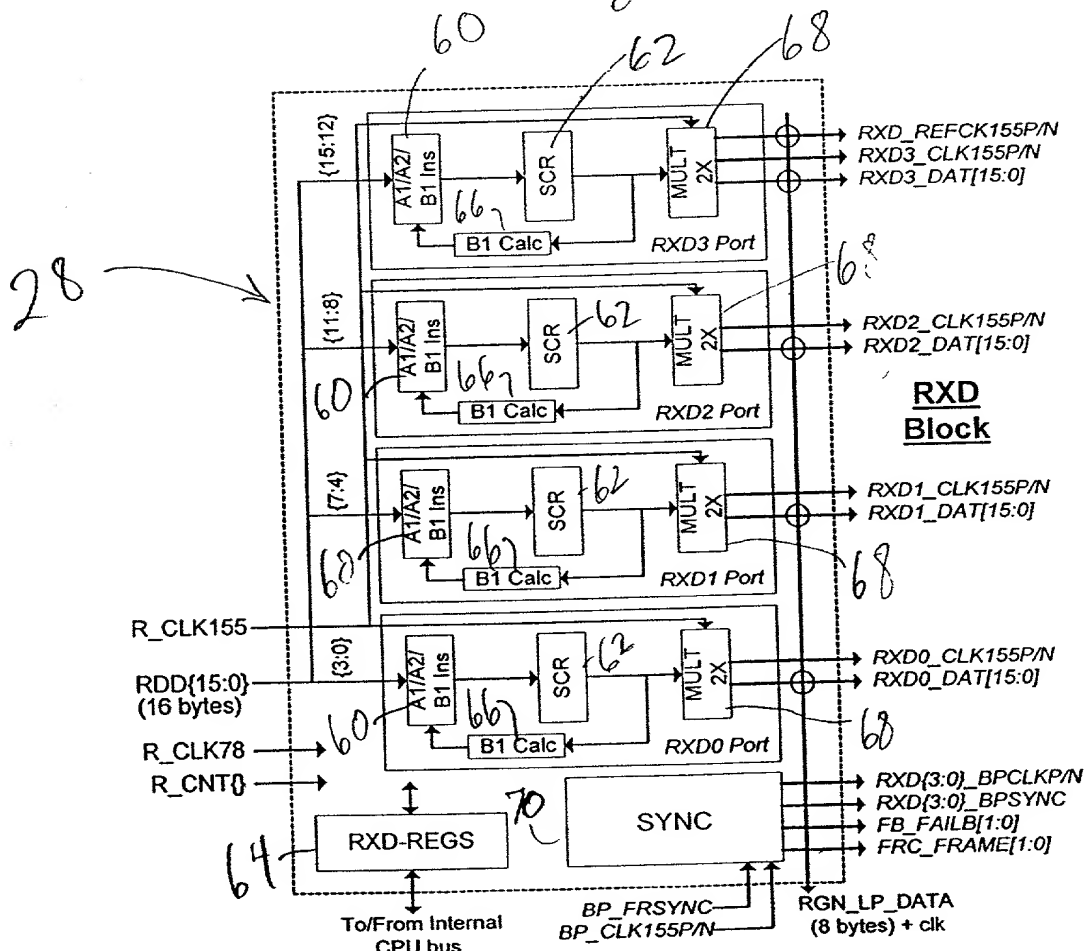 60
62
68
28
{15:12}
A1/A2/
B1 Ins
SCR
MULT
2X
66
B1 Calc
RXD3 Port
RXD_REFCK155P/N
RXD3_CLK155P/N
RXD3_DAT[15:0]
{11:8}
A1/A2/
B1 Ins
60
SCR
62
MULT
2X
66
B1 Calc
RXD2 Port
RXD2_CLK155P/N
RXD2_DAT[15:0]
RXD
Block
{7:4}
A1/A2/
B1 Ins
60
SCR
62
MULT
2X
68
66
B1 Calc
RXD1 Port
RXD1_CLK155P/N
RXD1_DAT[15:0]
R_CLK155
{3:0}
RDD{15:0}
(16 bytes)
A1/A2/
B1 Ins
60
SCR
62
MULT
2X
68
66
B1 Calc
RXD0 Port
RXD0_CLK155P/N
RXD0_DAT[15:0]
R_CLK78
R_CNT{}
64
RXD-REGS
To/From Internal
CPU bus
70
SYNC
RXD{3:0}_BPCLKP/N
RXD{3:0}_BPSYNC
FB_FAILB[1:0]
FRC_FRAME[1:0]
BP_FRSYNC
BP_CLK155P/N
RGN_LP_DATA
(8 bytes) + clk